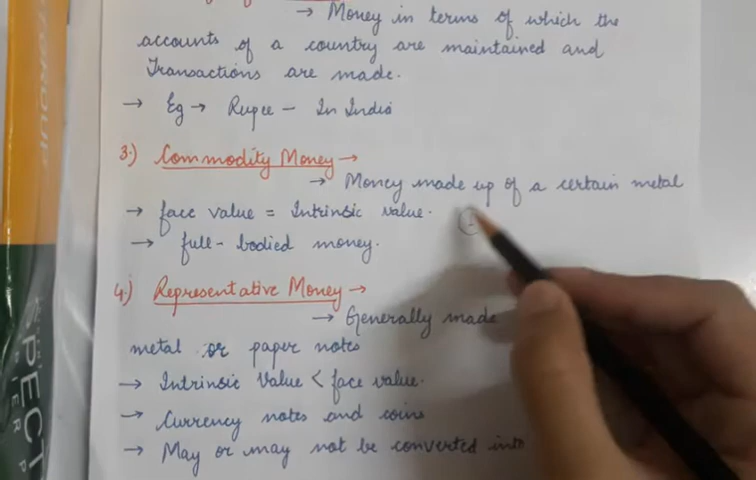 → Money in terms of which the
accounts of a country are maintained and
Transactions are made.
→ Eg → Rupee - In India
3.) Commodity Money →
→ Money made up of a certain metal
→ face value = Intrinsic value.
→ full-bodied money.
4.) Representative Money →
→ Generally made
metal or paper notes
→ Intrinsic Value < face value.
→ Currency notes and coins
→ May or may not be converted into